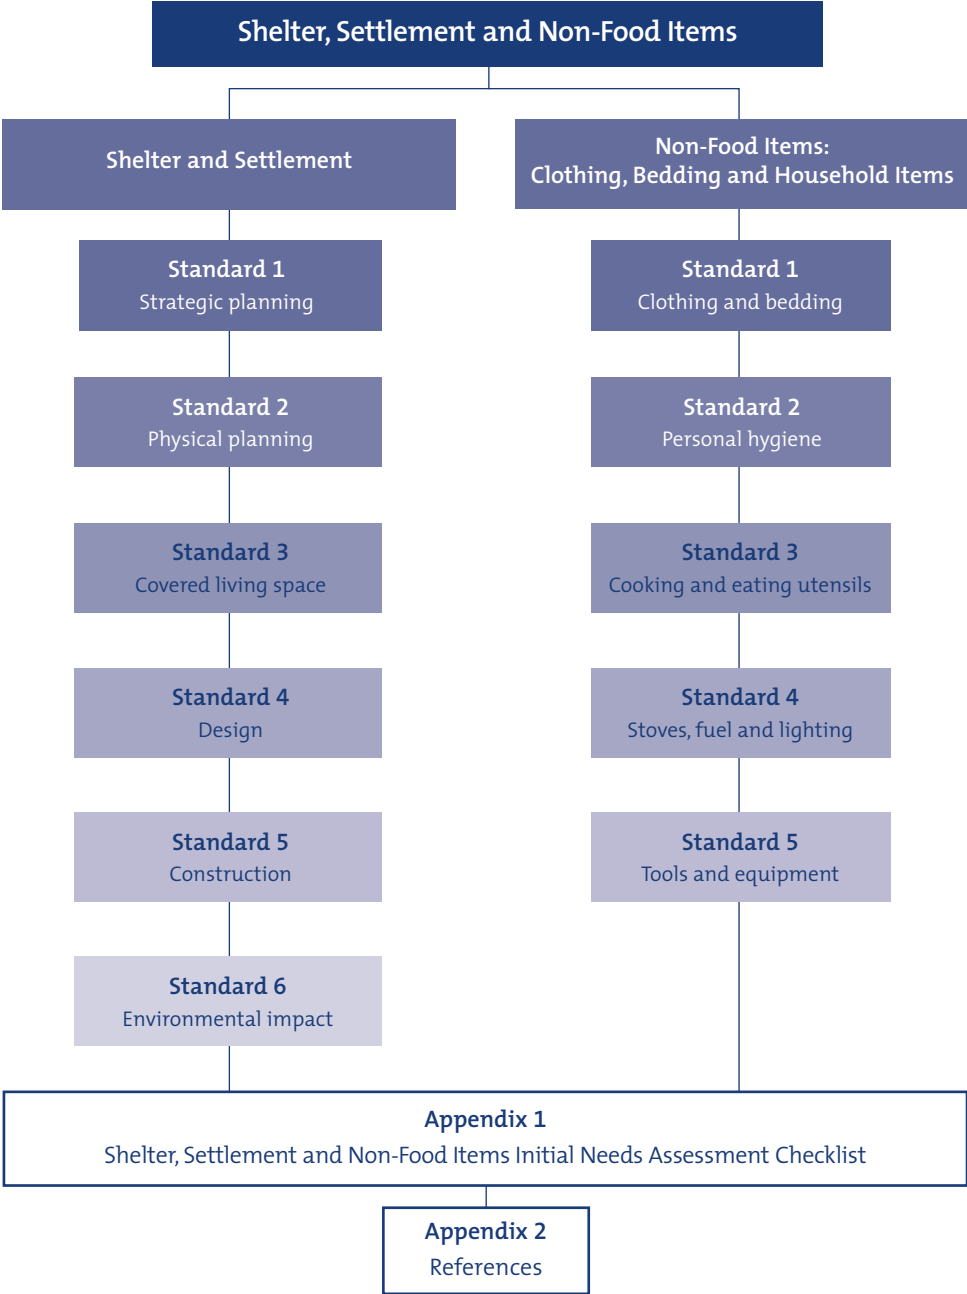 Shelter, Settlement and Non-Food Items
Shelter and Settlement
Standard 1
Strategic planning
Standard 2
Physical planning
Standard 3
Covered living space
Standard 4
Design
Standard 5
Construction
Standard 6
Environmental impact
Non-Food Items:
Clothing, Bedding and Household Items
Standard 1
Clothing and bedding
Standard 2
Personal hygiene
Standard 3
Cooking and eating utensils
Standard 4
Stoves, fuel and lighting
Standard 5
Tools and equipment
Appendix 1
Shelter, Settlement and Non-Food Items Initial Needs Assessment Checklist
Appendix 2
References